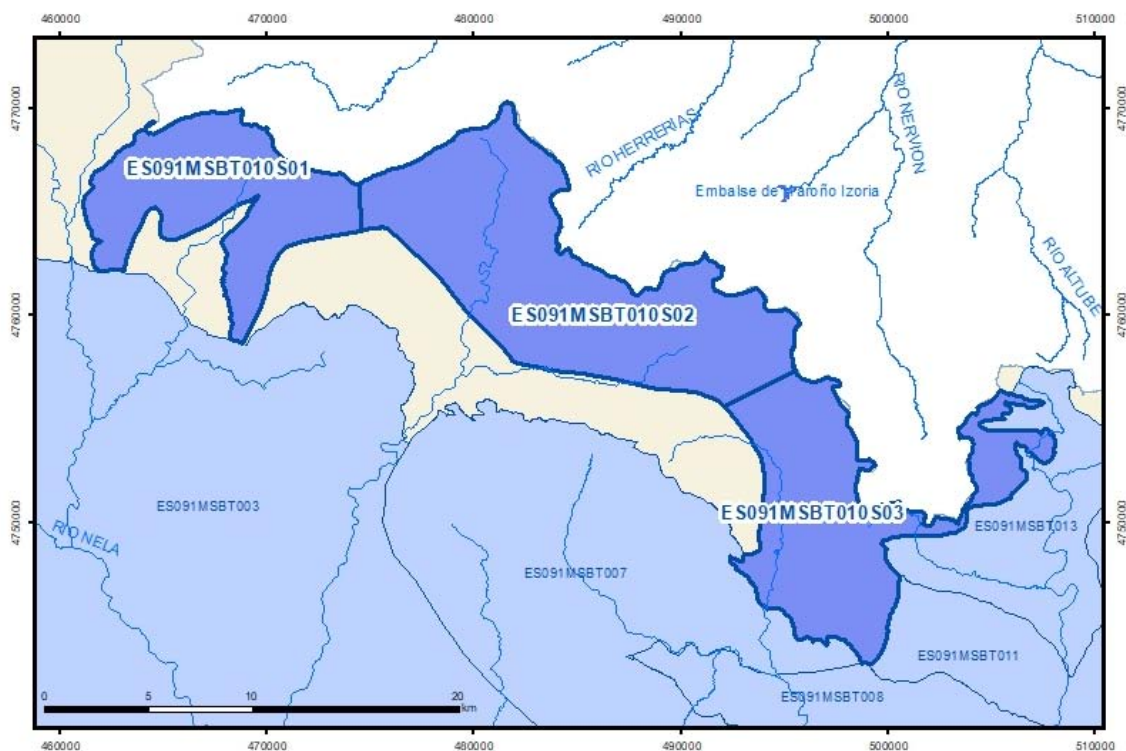 460000 470000 480000 490000 500000 510000
4770000 4770000
ES091MSBT010S01
RIO HERRERIAS
RIO NERVION
Embalse de Maroño Izoria
RIO ALTUBE
4760000 4760000
ES091MSBT010S02
ES091MSBT003
ES091MSBT010S03
4750000 4750000
ES091MSBT013
RIO NELA
ES091MSBT007
ES091MSBT011
ES091MSBT008
0 5 10 20
km
460000 470000 480000 490000 500000 510000